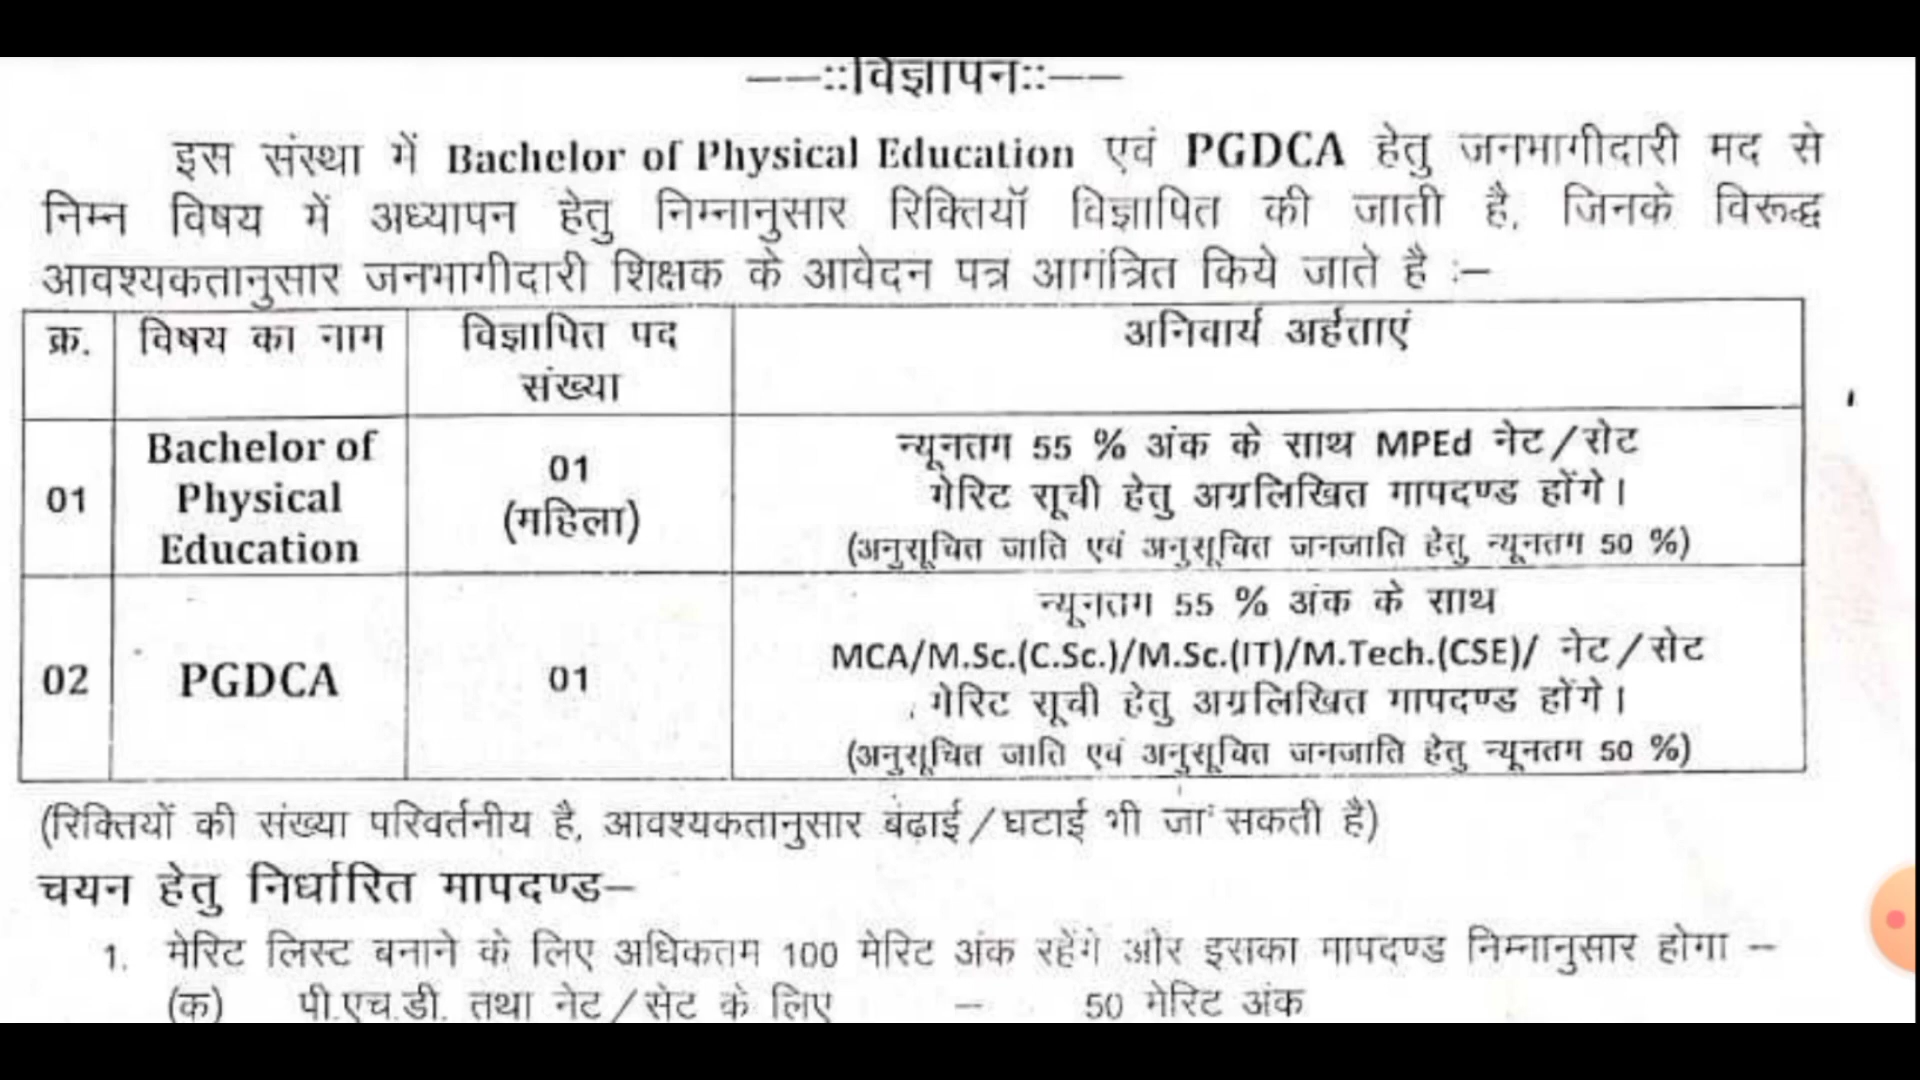 ——::विज्ञापन::——
इस संस्था में Bachelor of Physical Education एवं PGDCA हेतु जनभागीदारी मद से
निम्न विषय में अध्यापन हेतु निम्नानुसार रिक्तियॉ विज्ञापित की जाती है, जिनके विरूद्ध
आवश्यकतानुसार जनभागीदारी शिक्षक के आवेदन पत्र आमंत्रित किये जाते है :–
क्र. विषय का नाम विज्ञापित पद संख्या अनिवार्य अर्हताएं
01 Bachelor of Physical Education 01 (महिला)
न्यूनतम 55 % अंक के साथ MPEd नेट/सेट
मेरिट सूची हेतु अग्रलिखित मापदण्ड होंगे।
(अनुसूचित जाति एवं अनुसूचित जनजाति हेतु न्यूनतम 50 %)
02 PGDCA 01
न्यूनतम 55 % अंक के साथ
MCA/M.Sc.(C.Sc.)/M.Sc.(IT)/M.Tech.(CSE)/ नेट/सेट
मेरिट सूची हेतु अग्रलिखित मापदण्ड होंगे।
(अनुसूचित जाति एवं अनुसूचित जनजाति हेतु न्यूनतम 50 %)
(रिक्तियों की संख्या परिवर्तनीय है, आवश्यकतानुसार बढ़ाई/घटाई भी जा सकती है)
चयन हेतु निर्धारित मापदण्ड–
1. मेरिट लिस्ट बनाने के लिए अधिकतम 100 मेरिट अंक रहेंगे और इसका मापदण्ड निम्नानुसार होगा –
(क) पी.एच.डी. तथा नेट/सेट के लिए – 50 मेरिट अंक